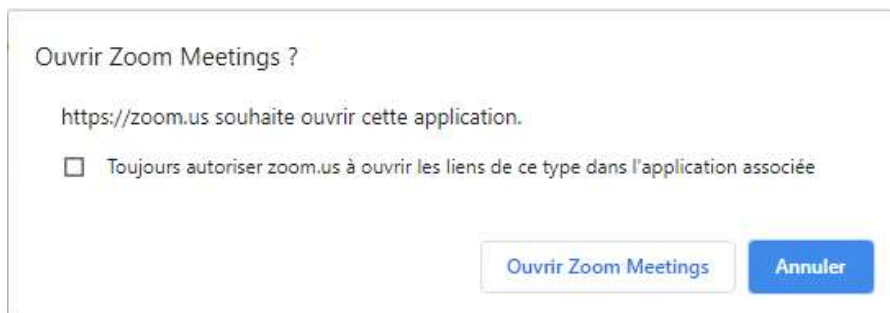 Ouvrir Zoom Meetings ?
https://zoom.us souhaite ouvrir cette application.
Toujours autoriser zoom.us à ouvrir les liens de ce type dans l'application associée
Ouvrir Zoom Meetings
Annuler